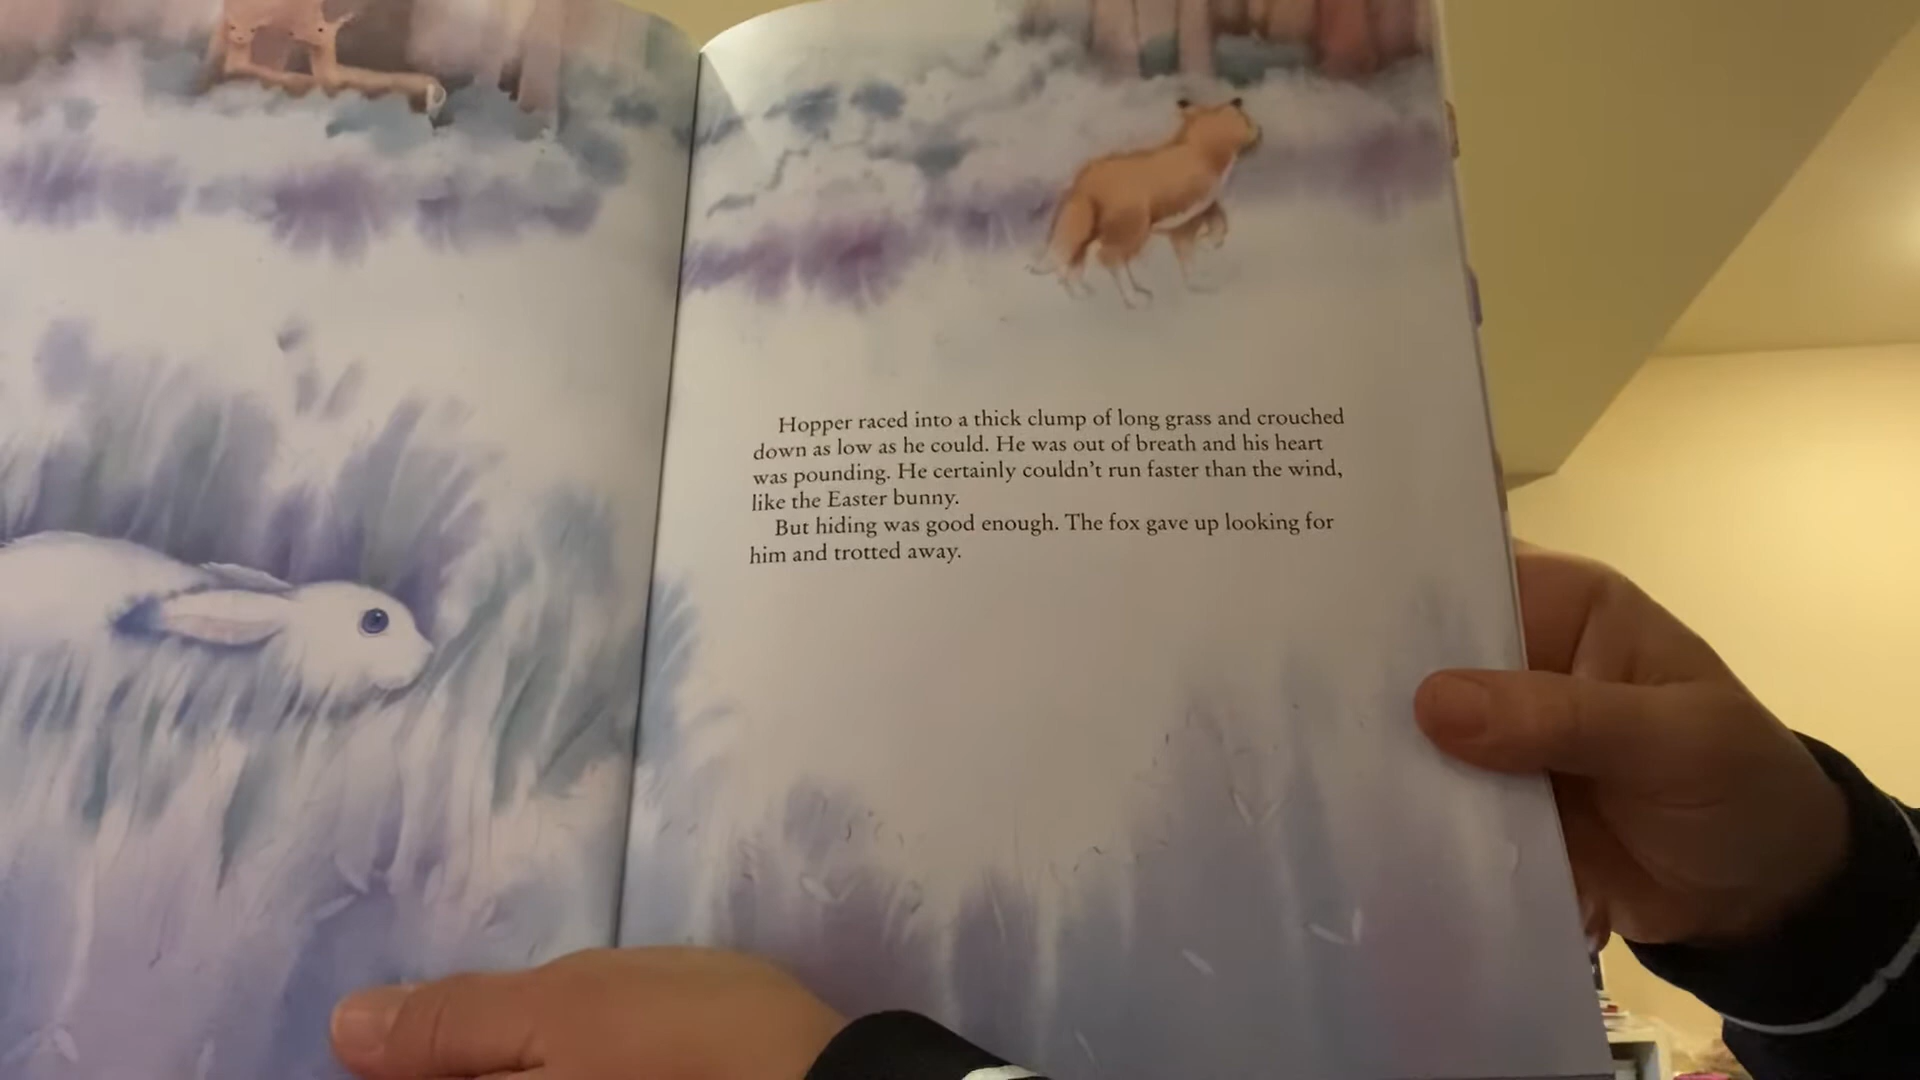 Hopper raced into a thick clump of long grass and crouched
down as low as he could. He was out of breath and his heart
was pounding. He certainly couldn't run faster than the wind,
like the Easter bunny.
But hiding was good enough. The fox gave up looking for
him and trotted away.